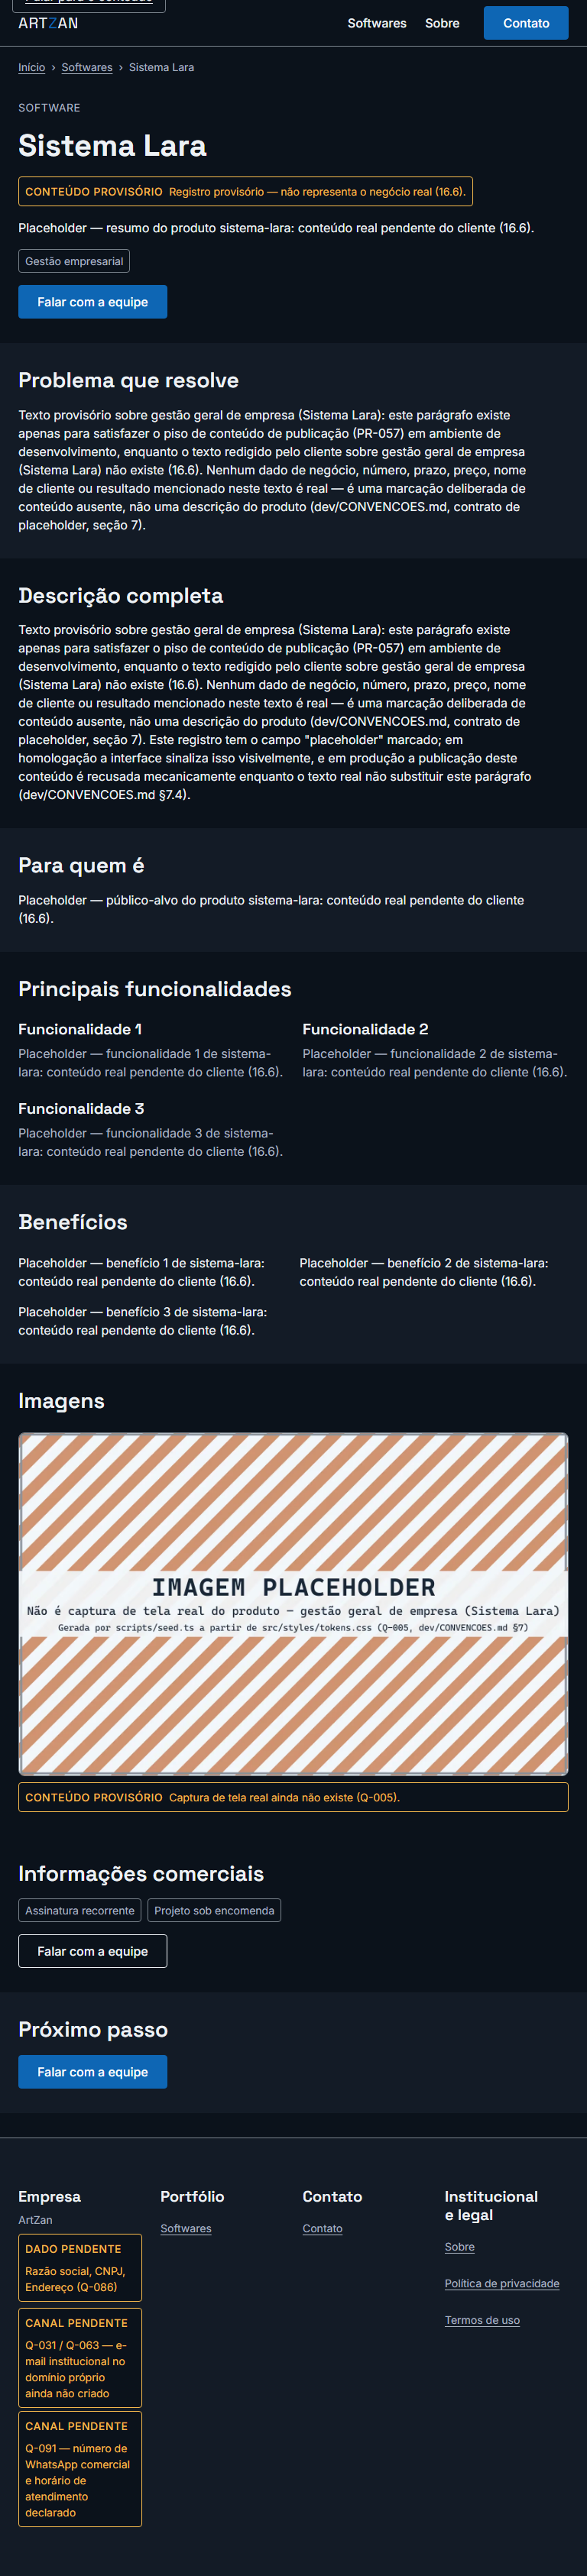 Pular para o conteúdo
ARTZAN
Softwares
Sobre
Contato
Início › Softwares › Sistema Lara
SOFTWARE
Sistema Lara
CONTEÚDO PROVISÓRIO Registro provisório — não representa o negócio real (16.6).
Placeholder — resumo do produto sistema-lara: conteúdo real pendente do cliente (16.6).
Gestão empresarial
Falar com a equipe
Problema que resolve
Texto provisório sobre gestão geral de empresa (Sistema Lara): este parágrafo existe
apenas para satisfazer o piso de conteúdo de publicação (PR-057) em ambiente de
desenvolvimento, enquanto o texto redigido pelo cliente sobre gestão geral de empresa
(Sistema Lara) não existe (16.6). Nenhum dado de negócio, número, prazo, preço, nome
de cliente ou resultado mencionado neste texto é real — é uma marcação deliberada de
conteúdo ausente, não uma descrição do produto (dev/CONVENCOES.md, contrato de
placeholder, seção 7).
Descrição completa
Texto provisório sobre gestão geral de empresa (Sistema Lara): este parágrafo existe
apenas para satisfazer o piso de conteúdo de publicação (PR-057) em ambiente de
desenvolvimento, enquanto o texto redigido pelo cliente sobre gestão geral de empresa
(Sistema Lara) não existe (16.6). Nenhum dado de negócio, número, prazo, preço, nome
de cliente ou resultado mencionado neste texto é real — é uma marcação deliberada de
conteúdo ausente, não uma descrição do produto (dev/CONVENCOES.md, contrato de
placeholder, seção 7). Este registro tem o campo "placeholder" marcado; em
homologação a interface sinaliza isso visivelmente, e em produção a publicação deste
conteúdo é recusada mecanicamente enquanto o texto real não substituir este parágrafo
(dev/CONVENCOES.md §7.4).
Para quem é
Placeholder — público-alvo do produto sistema-lara: conteúdo real pendente do cliente
(16.6).
Principais funcionalidades
Funcionalidade 1
Placeholder — funcionalidade 1 de sistema-
lara: conteúdo real pendente do cliente (16.6).
Funcionalidade 2
Placeholder — funcionalidade 2 de sistema-
lara: conteúdo real pendente do cliente (16.6).
Funcionalidade 3
Placeholder — funcionalidade 3 de sistema-
lara: conteúdo real pendente do cliente (16.6).
Benefícios
Placeholder — benefício 1 de sistema-lara:
conteúdo real pendente do cliente (16.6).
Placeholder — benefício 2 de sistema-lara:
conteúdo real pendente do cliente (16.6).
Placeholder — benefício 3 de sistema-lara:
conteúdo real pendente do cliente (16.6).
Imagens
IMAGEM PLACEHOLDER
Não é captura de tela real do produto — gestão geral de empresa (Sistema Lara)
Gerada por scripts/seed.ts a partir de src/styles/tokens.css (Q-005, dev/CONVENCOES.md §7)
CONTEÚDO PROVISÓRIO Captura de tela real ainda não existe (Q-005).
Informações comerciais
Assinatura recorrente
Projeto sob encomenda
Falar com a equipe
Próximo passo
Falar com a equipe
Empresa
ArtZan
DADO PENDENTE
Razão social, CNPJ,
Endereço (Q-086)
CANAL PENDENTE
Q-031 / Q-063 — e-
mail institucional no
domínio próprio
ainda não criado
CANAL PENDENTE
Q-091 — número de
WhatsApp comercial
e horário de
atendimento
declarado
Portfólio
Softwares
Contato
Contato
Institucional
e legal
Sobre
Política de privacidade
Termos de uso